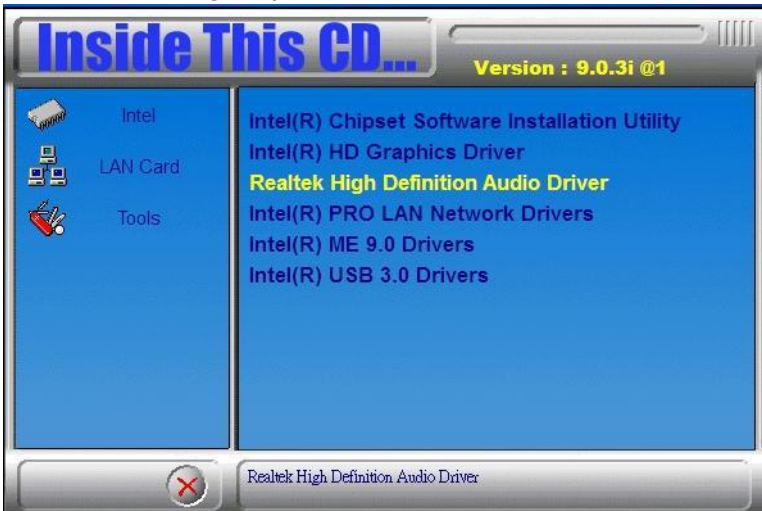 Inside This CD...
Version : 9.0.3i @1
Intel
LAN Card
Tools
Intel(R) Chipset Software Installation Utility
Intel(R) HD Graphics Driver
Realtek High Definition Audio Driver
Intel(R) PRO LAN Network Drivers
Intel(R) ME 9.0 Drivers
Intel(R) USB 3.0 Drivers
Realtek High Definition Audio Driver